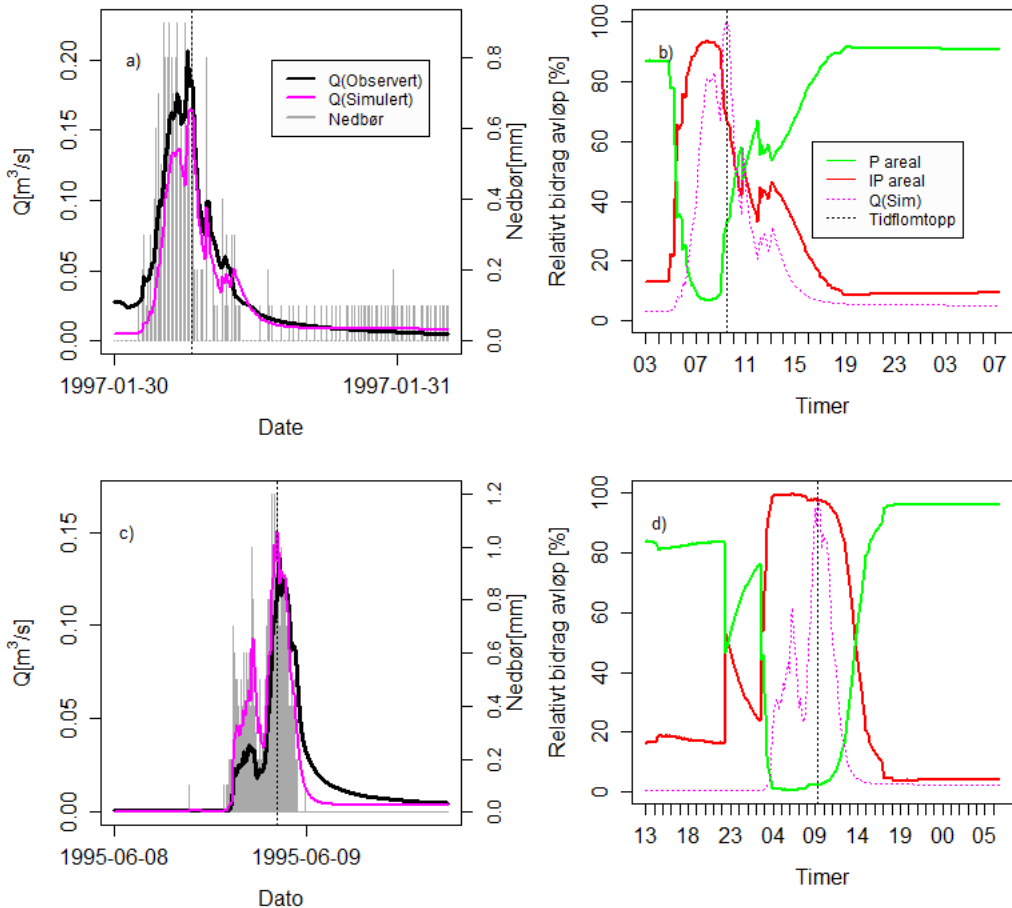 a)
Q[m³/s]
0.00 0.05 0.10 0.15 0.20
Q(Observert)
Q(Simulert)
Nedbør
0.0 0.2 0.4 0.6 0.8
Nedbør[mm]
1997-01-30 1997-01-31
Date
b)
Relativt bidrag avløp [%]
0 20 40 60 80 100
P areal
IP areal
Q(Sim)
Tidflomtopp
03 07 11 15 19 23 03 07
Timer
c)
Q[m³/s]
0.00 0.05 0.10 0.15
0.0 0.2 0.4 0.6 0.8 1.0 1.2
Nedbør[mm]
1995-06-08 1995-06-09
Dato
d)
Relativt bidrag avløp [%]
0 20 40 60 80 100
13 18 23 04 09 14 19 00 05
Timer